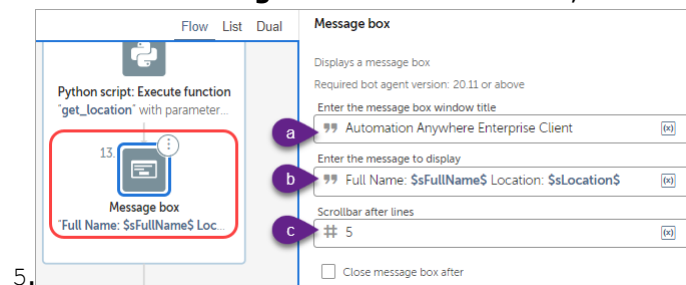 Flow List Dual
Message box
Displays a message box
Required bot agent version: 20.11 or above
Python script: Execute function
"get_location" with parameter...
Enter the message box window title
a
Automation Anywhere Enterprise Client
(x)
13.
Enter the message to display
b
Full Name: $sFullName$ Location: $sLocation$
(x)
Message box
"Full Name: $sFullName$ Loc...
Scrollbar after lines
c
# 5
(x)
Close message box after
5.